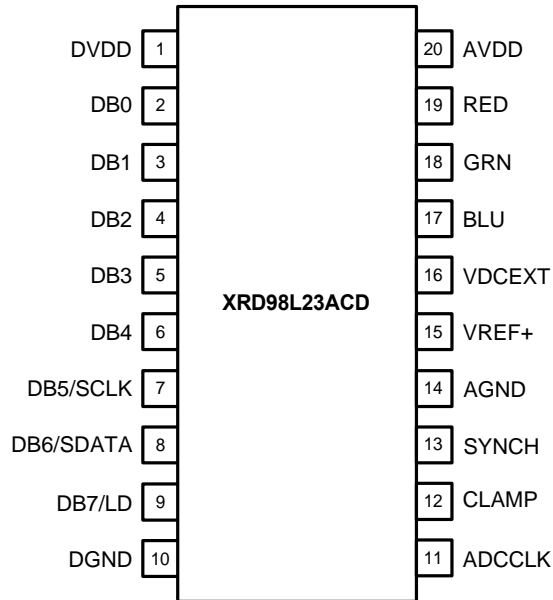 DVDD 1 20 AVDD
DB0 2 19 RED
DB1 3 18 GRN
DB2 4 17 BLU
DB3 5 16 VDCEXT
XRD98L23ACD
DB4 6 15 VREF+
DB5/SCLK 7 14 AGND
DB6/SDATA 8 13 SYNCH
DB7/LD 9 12 CLAMP
DGND 10 11 ADCCLK